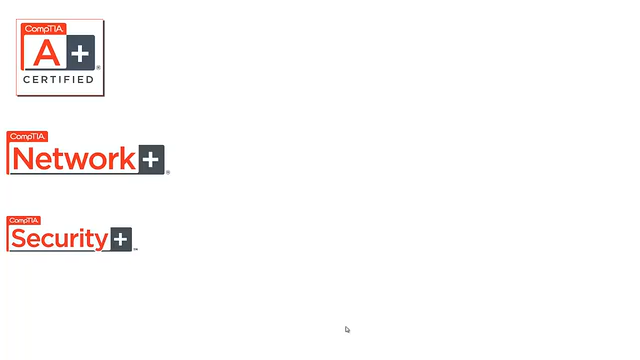 CompTIA.
A+
CERTIFIED
CompTIA.
Network+
CompTIA.
Security+